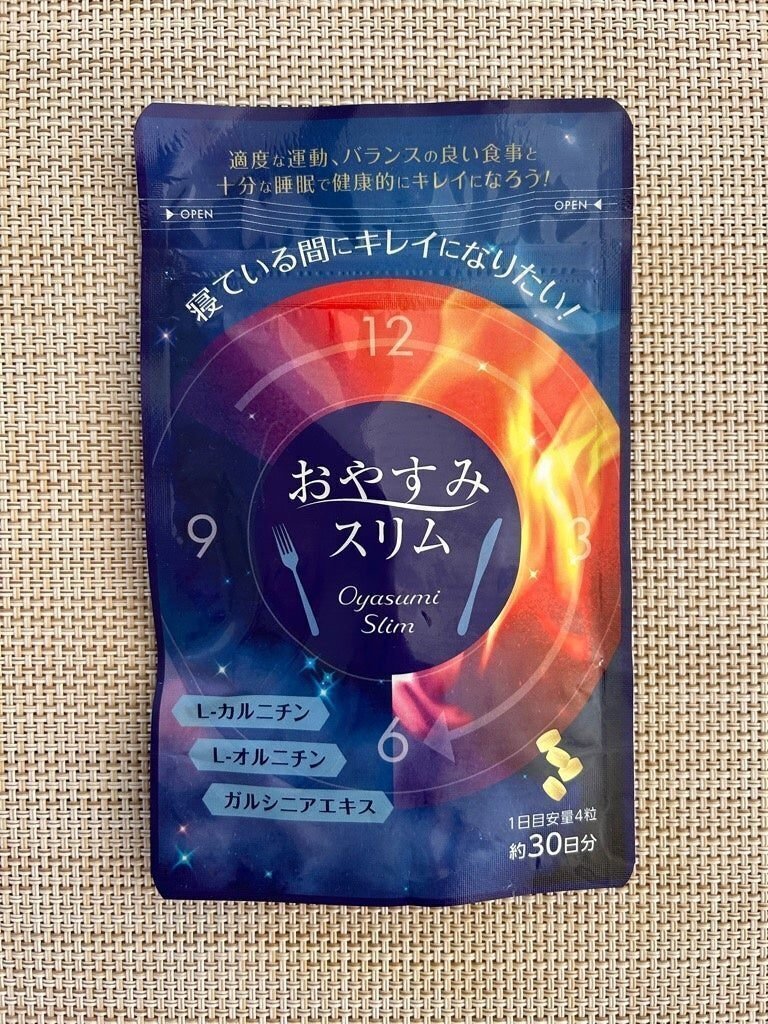 適度な運動、バランスの良い食事と
十分な睡眠で健康的にキレイになろう!
OPEN
OPEN
寝ている間にキレイになりたい!
12
おやすみ
スリム
9
3
Oyasumi
Slim
L-カルニチン
6
L-オルニチン
ガルシニアエキス
1日目安量4粒
約30日分